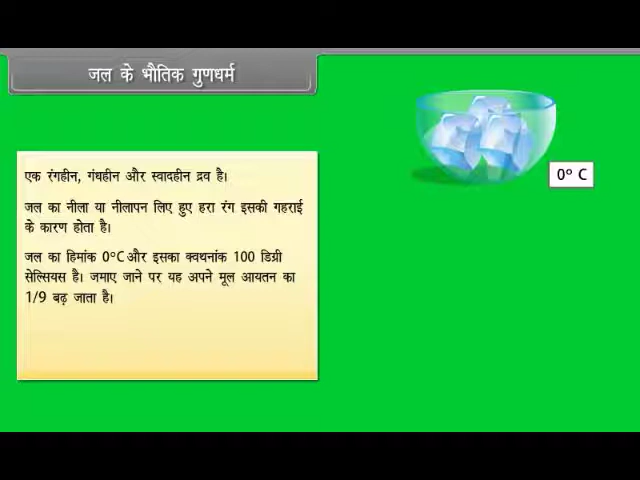 जल के भौतिक गुणधर्म
0° C
एक रंगहीन, गंधहीन और स्वादहीन द्रव है।
जल का नीला या नीलापन लिए हुए हरा रंग इसकी गहराई
के कारण होता है।
जल का हिमांक 0°C और इसका क्वथनांक 100 डिग्री
सेल्सियस है। जमाए जाने पर यह अपने मूल आयतन का
1/9 बढ़ जाता है।